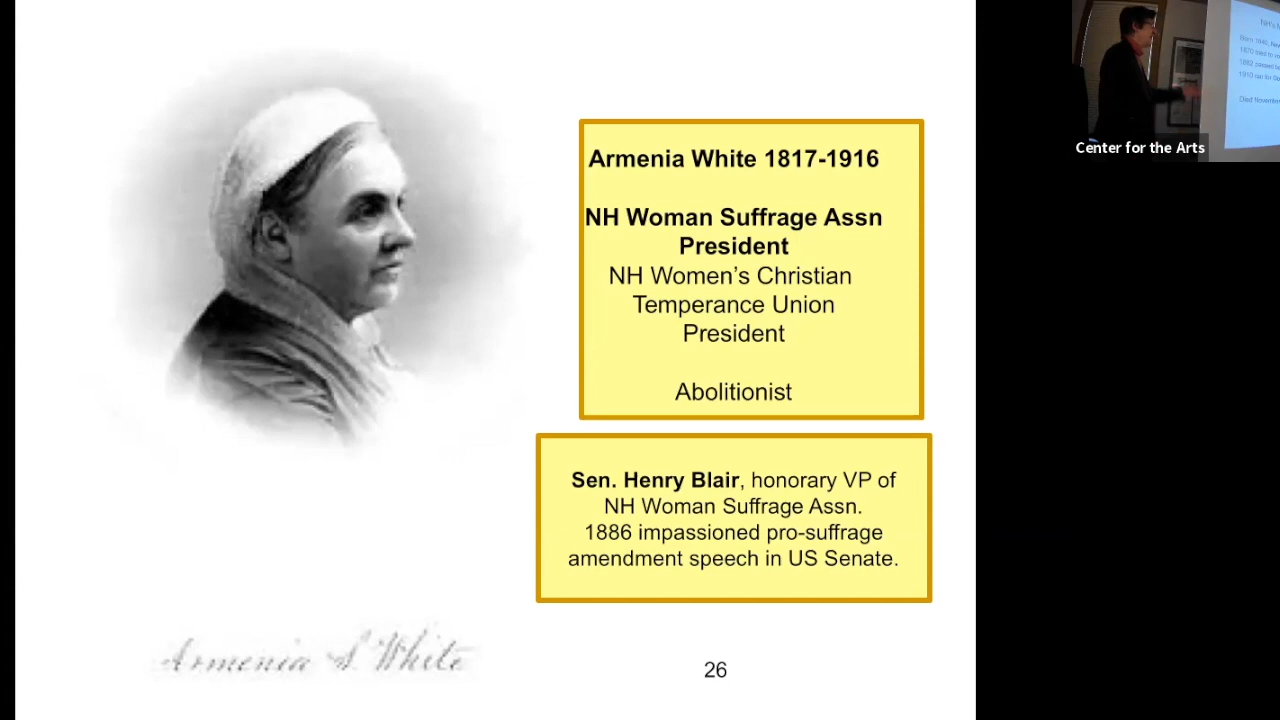 Armenia White 1817-1916
NH Woman Suffrage Assn
President
NH Women’s Christian
Temperance Union
President
Abolitionist
Sen. Henry Blair, honorary VP of
NH Woman Suffrage Assn.
1886 impassioned pro-suffrage
amendment speech in US Senate.
Armenia S. White
26
Center for the Arts